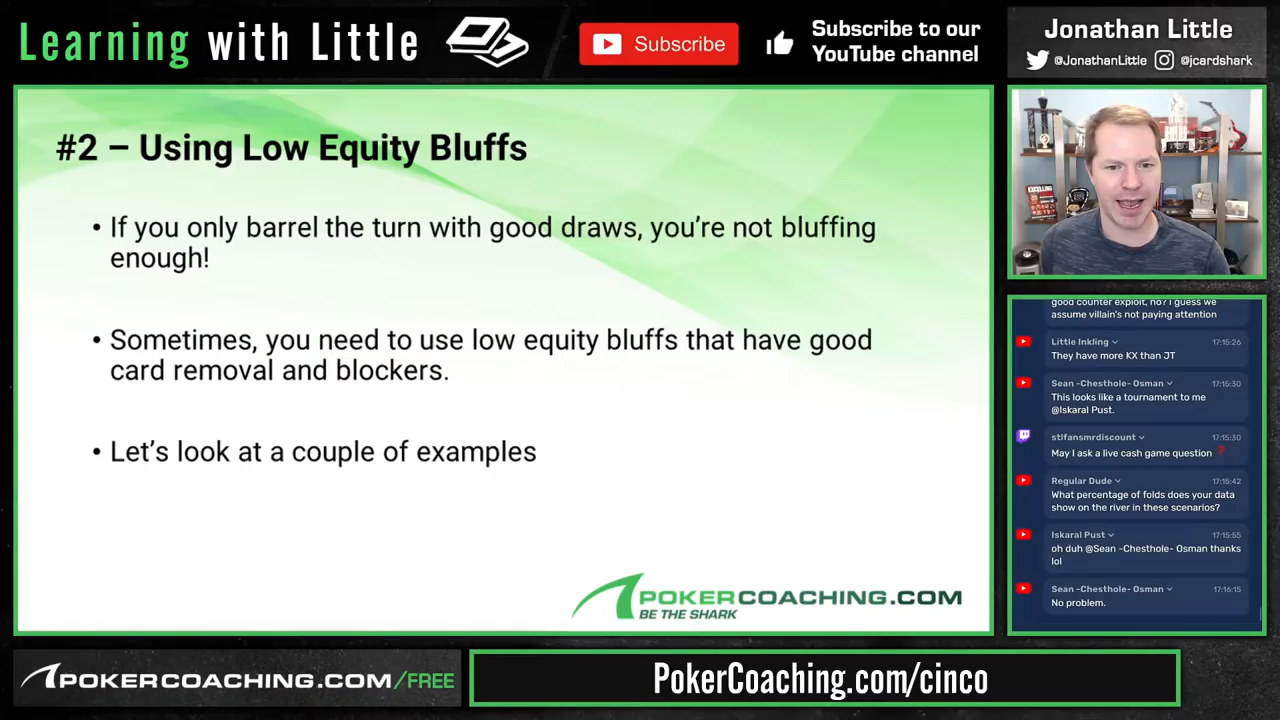 Learning with Little
Subscribe
Subscribe to our
YouTube channel
Jonathan Little
@JonathanLittle
@jcardshark
#2 – Using Low Equity Bluffs
• If you only barrel the turn with good draws, you’re not bluffing
enough!
• Sometimes, you need to use low equity bluffs that have good
card removal and blockers.
• Let’s look at a couple of examples
POKERCOACHING.COM
BE THE SHARK
good counter exploit, no? I guess we
assume villain's not paying attention
Little Inkling 17:15:26
They have more KX than JT
Sean -Chesthole- Osman 17:15:30
This looks like a tournament to me
@Iskaral Pust.
stlfansmrdiscount 17:15:30
May I ask a live cash game question ❓
Regular Dude 17:15:42
What percentage of folds does your data
show on the river in these scenarios?
Iskaral Pust 17:15:55
oh duh @Sean -Chesthole- Osman thanks
lol
Sean -Chesthole- Osman 17:16:15
No problem.
POKERCOACHING.COM/FREE
PokerCoaching.com/cinco